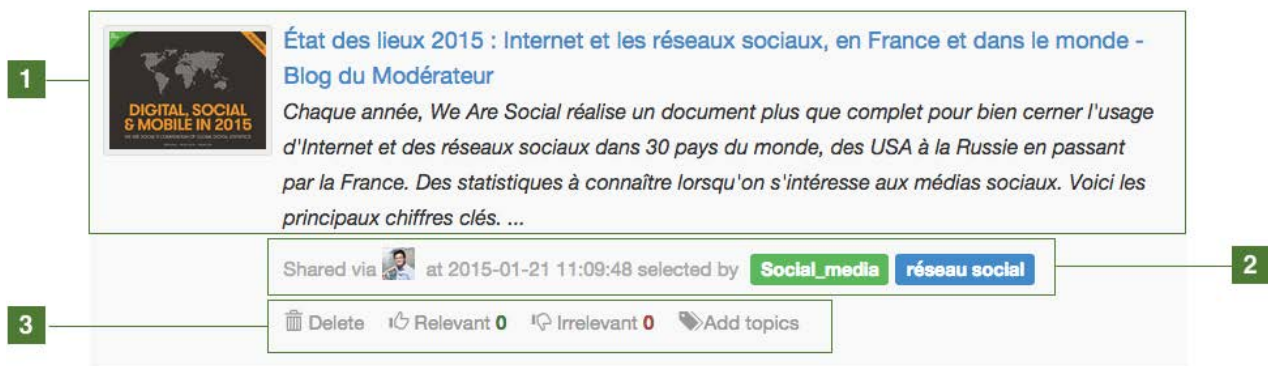 État des lieux 2015 : Internet et les réseaux sociaux, en France et dans le monde -
Blog du Modérateur
1
DIGITAL, SOCIAL
& MOBILE IN 2015
Chaque année, We Are Social réalise un document plus que complet pour bien cerner l'usage
d'Internet et des réseaux sociaux dans 30 pays du monde, des USA à la Russie en passant
par la France. Des statistiques à connaître lorsqu'on s'intéresse aux médias sociaux. Voici les
principaux chiffres clés. ...
Shared via at 2015-01-21 11:09:48 selected by Social_media réseau social
2
3
Delete Relevant 0 Irrelevant 0 Add topics